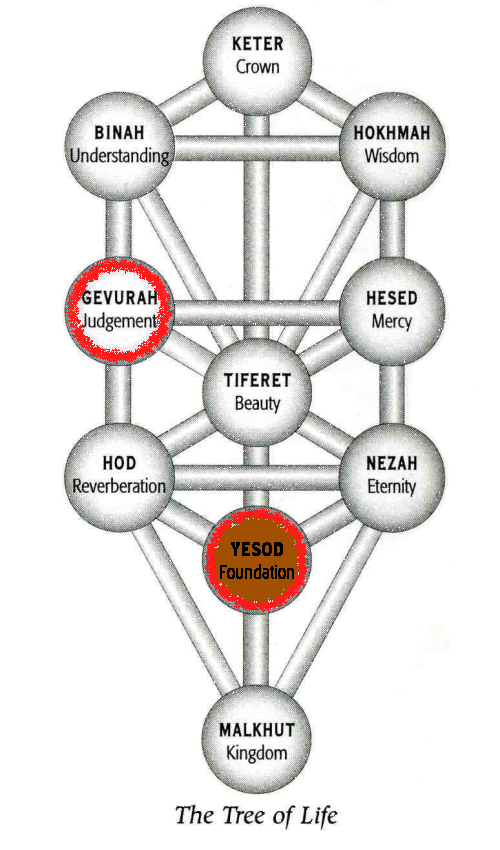 KETER
Crown
BINAH
Understanding
HOKHMAH
Wisdom
GEVURAH
Judgement
HESED
Mercy
TIFERET
Beauty
HOD
Reverberation
NEZAH
Eternity
YESOD
Foundation
MALKHUT
Kingdom
The Tree of Life